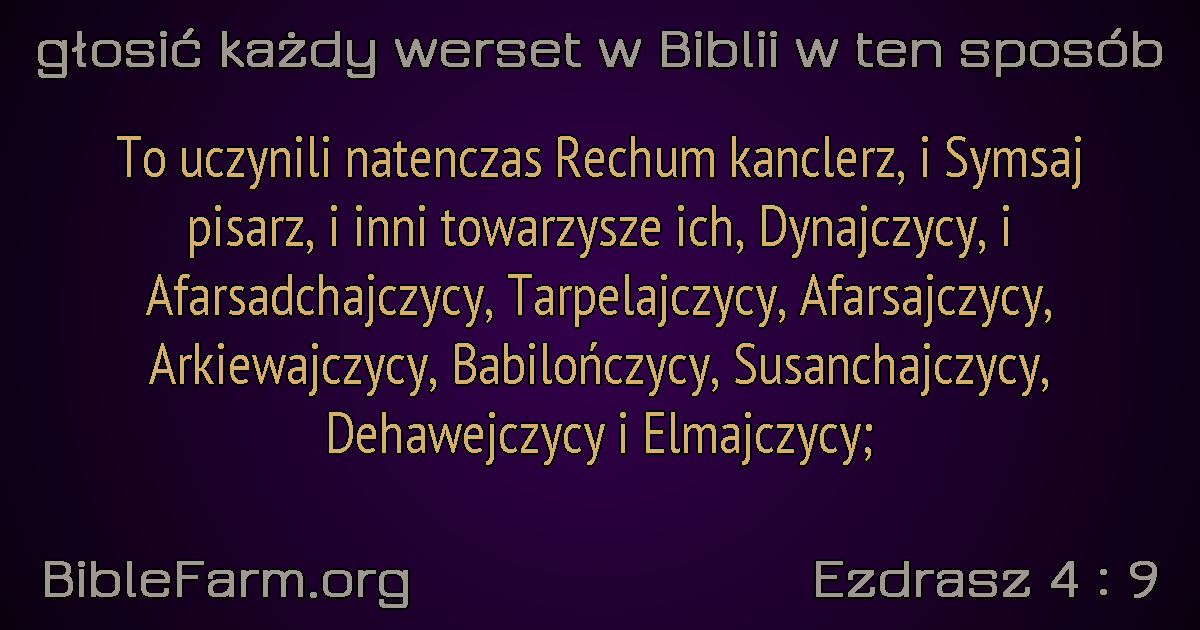 głosić każdy werset w Biblii w ten sposób
To uczynili natenczas Rechum kanclerz, i Symsaj
pisarz, i inni towarzysze ich, Dynajczycy, i
Afarsadchajczycy, Tarpelajczycy, Afarsajczycy,
Arkiewajczycy, Babilończycy, Susanchajczycy,
Dehawejczycy i Elmajczycy;
BibleFarm.org
Ezdrasz 4 : 9